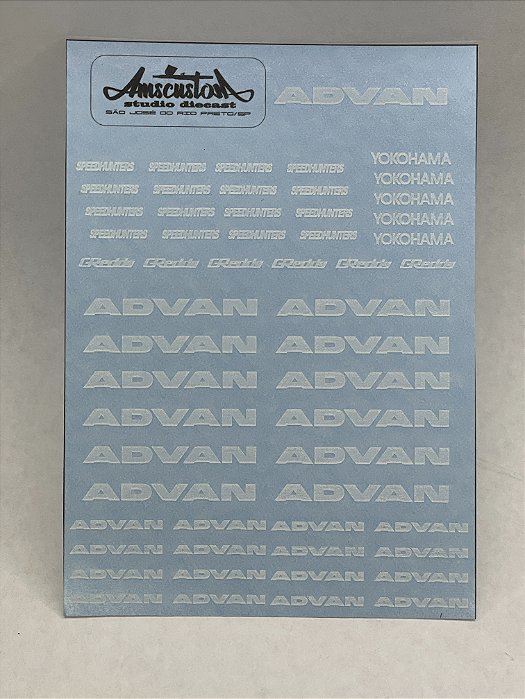 Amscustom
studio diecast
SÃO JOSÉ DO RIO PRETO/SP
ADVAN
YOKOHAMA
SPEEDHUNTERS SPEEDHUNTERS SPEEDHUNTERS SPEEDHUNTERS
YOKOHAMA
SPEEDHUNTERS SPEEDHUNTERS SPEEDHUNTERS SPEEDHUNTERS
YOKOHAMA
SPEEDHUNTERS SPEEDHUNTERS SPEEDHUNTERS SPEEDHUNTERS
YOKOHAMA
SPEEDHUNTERS SPEEDHUNTERS SPEEDHUNTERS SPEEDHUNTERS
YOKOHAMA
GReddy GReddy GReddy GReddy GReddy GReddy
ADVAN ADVAN
ADVAN ADVAN
ADVAN ADVAN
ADVAN ADVAN
ADVAN ADVAN
ADVAN ADVAN
ADVAN ADVAN ADVAN ADVAN
ADVAN ADVAN ADVAN ADVAN
ADVAN ADVAN ADVAN ADVAN
ADVAN ADVAN ADVAN ADVAN